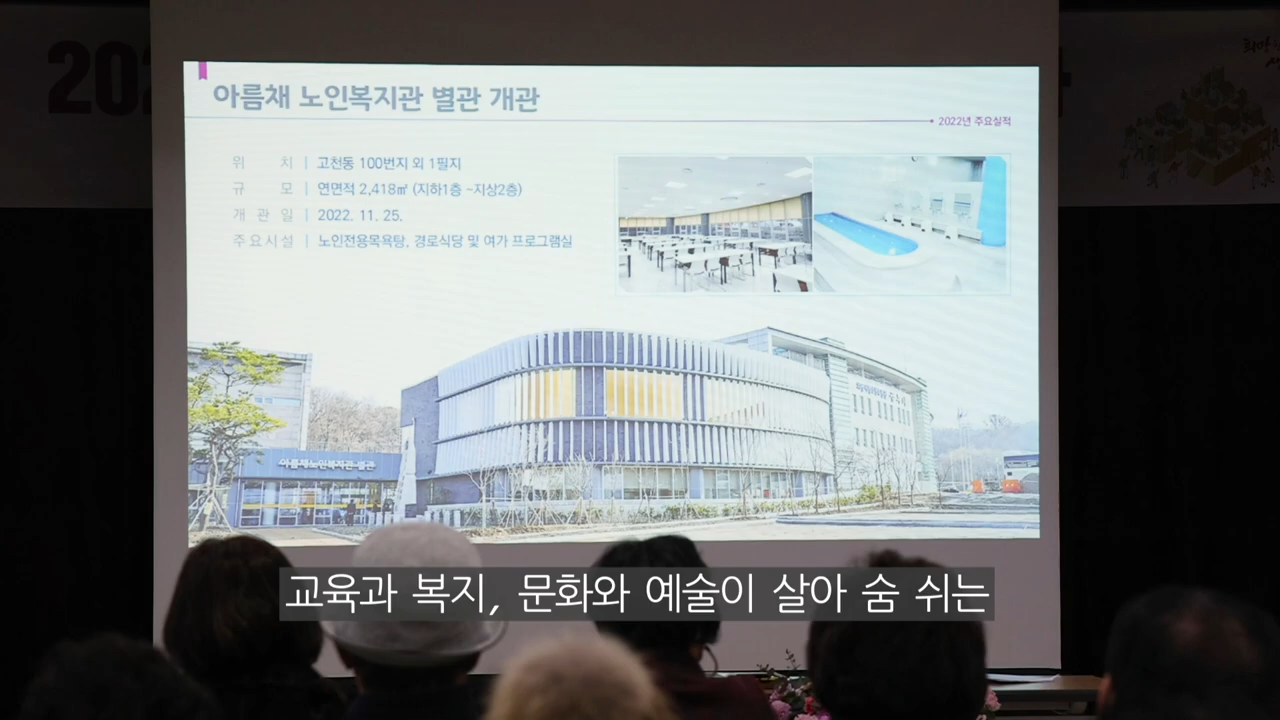 202
희망
아름채 노인복지관 별관 개관
2022년 주요실적
위 치 | 고천동 100번지 외 1필지
규 모 | 연면적 2,418㎡ (지하1층 -지상2층)
개 관 일 | 2022. 11. 25.
주요시설 | 노인전용목욕탕, 경로식당 및 여가 프로그램실
아름채노인복지관 별관
교육과 복지, 문화와 예술이 살아 숨 쉬는